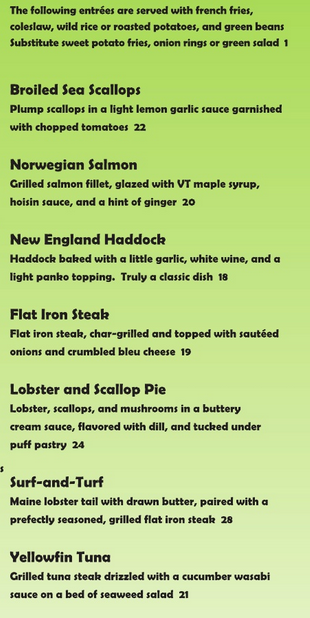 The following entrées are served with french fries,
coleslaw, wild rice or roasted potatoes, and green beans
Substitute sweet potato fries, onion rings or green salad 1
Broiled Sea Scallops
Plump scallops in a light lemon garlic sauce garnished
with chopped tomatoes 22
Norwegian Salmon
Grilled salmon fillet, glazed with VT maple syrup,
hoisin sauce, and a hint of ginger 20
New England Haddock
Haddock baked with a little garlic, white wine, and a
light panko topping. Truly a classic dish 18
Flat Iron Steak
Flat iron steak, char-grilled and topped with sautéed
onions and crumbled bleu cheese 19
Lobster and Scallop Pie
Lobster, scallops, and mushrooms in a buttery
cream sauce, flavored with dill, and tucked under
puff pastry 24
s
Surf-and-Turf
Maine lobster tail with drawn butter, paired with a
prefectly seasoned, grilled flat iron steak 28
Yellowfin Tuna
Grilled tuna steak drizzled with a cucumber wasabi
sauce on a bed of seaweed salad 21